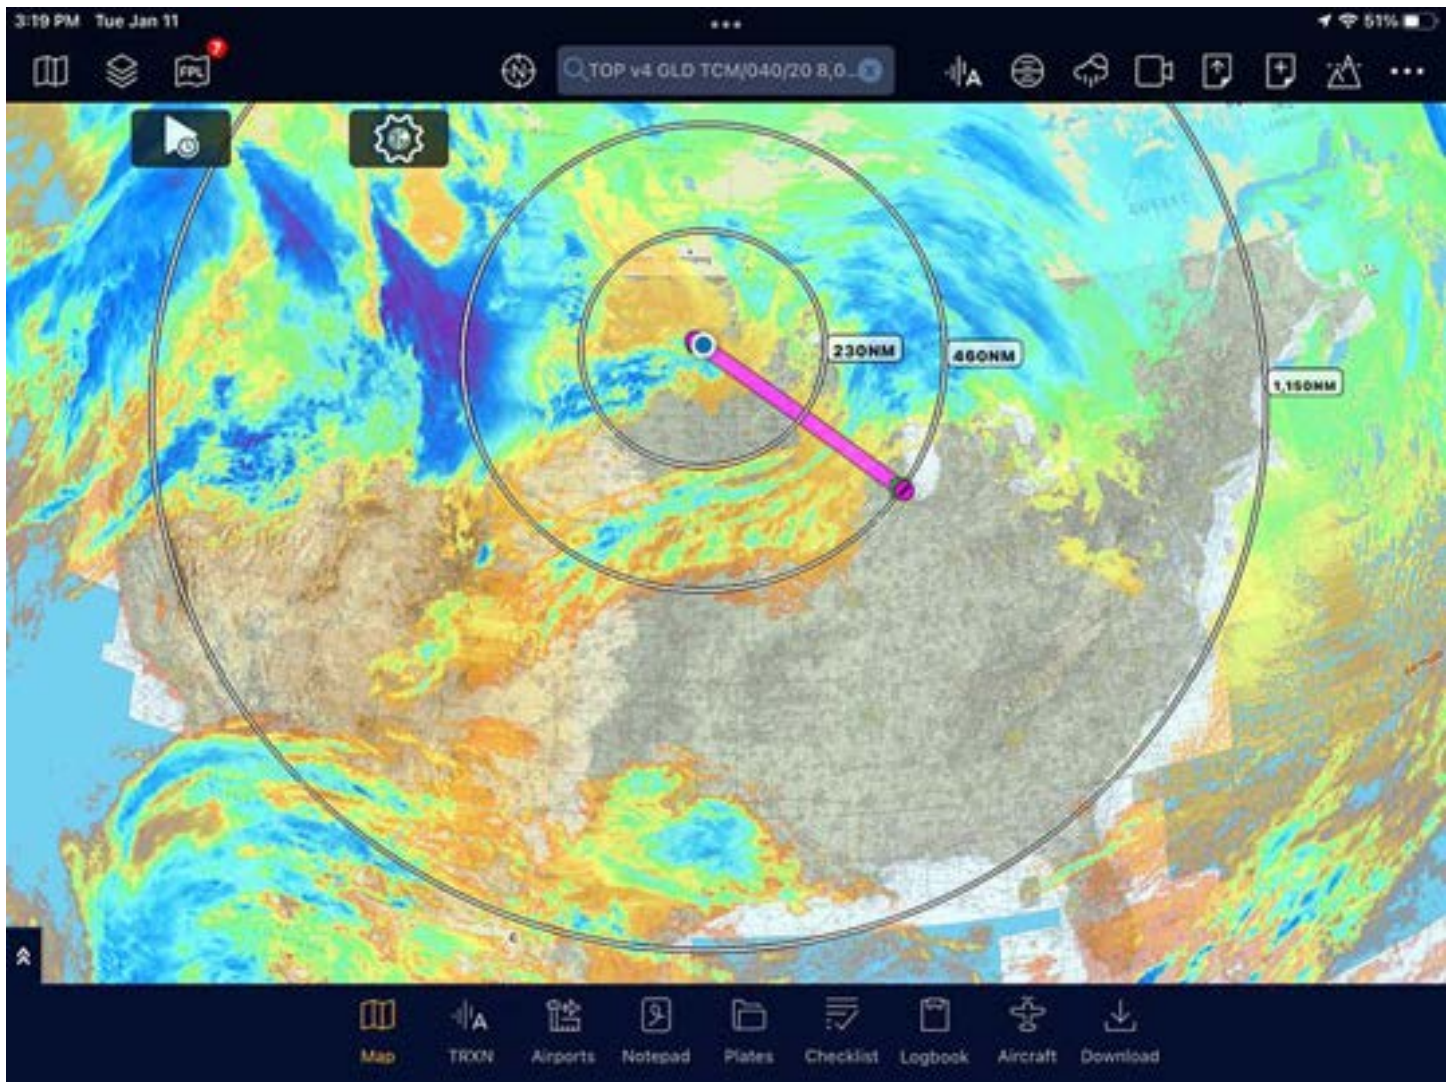 3:19 PM Tue Jan 11
51%
FPL
7
N
TOP v4 GLD TCM/040/20 8,0...
A
230NM
460NM
1,150NM
Map
TRXN
Airports
Notepad
Plates
Checklist
Logbook
Aircraft
Download